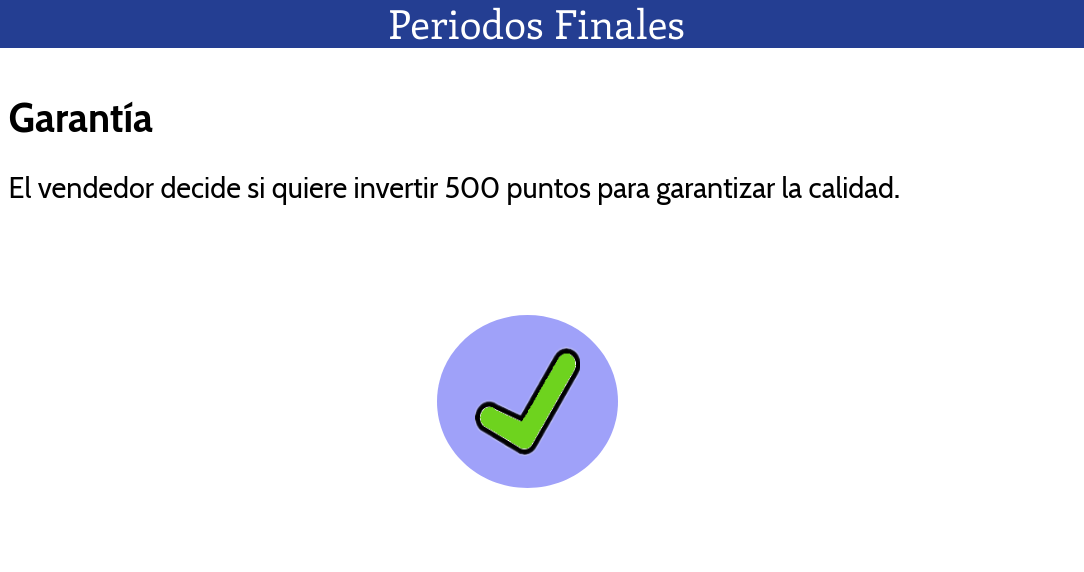 Periodos Finales
Garantía
El vendedor decide si quiere invertir 500 puntos para garantizar la calidad.